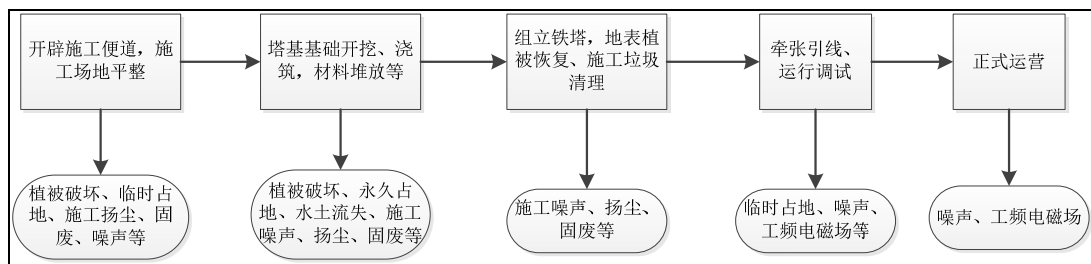 开辟施工便道，施
工场地平整
塔基基础开挖、浇
筑，材料堆放等
组立铁塔，地表植
被恢复、施工垃圾
清理
牵张引线、
运行调试
正式运营
植被破坏、临时占
地、施工扬尘、固
废、噪声等
植被破坏、永久占
地、水土流失、施工
噪声、扬尘、固废等
施工噪声、扬尘、
固废等
临时占地、噪声、
工频电磁场等
噪声、工频电磁场